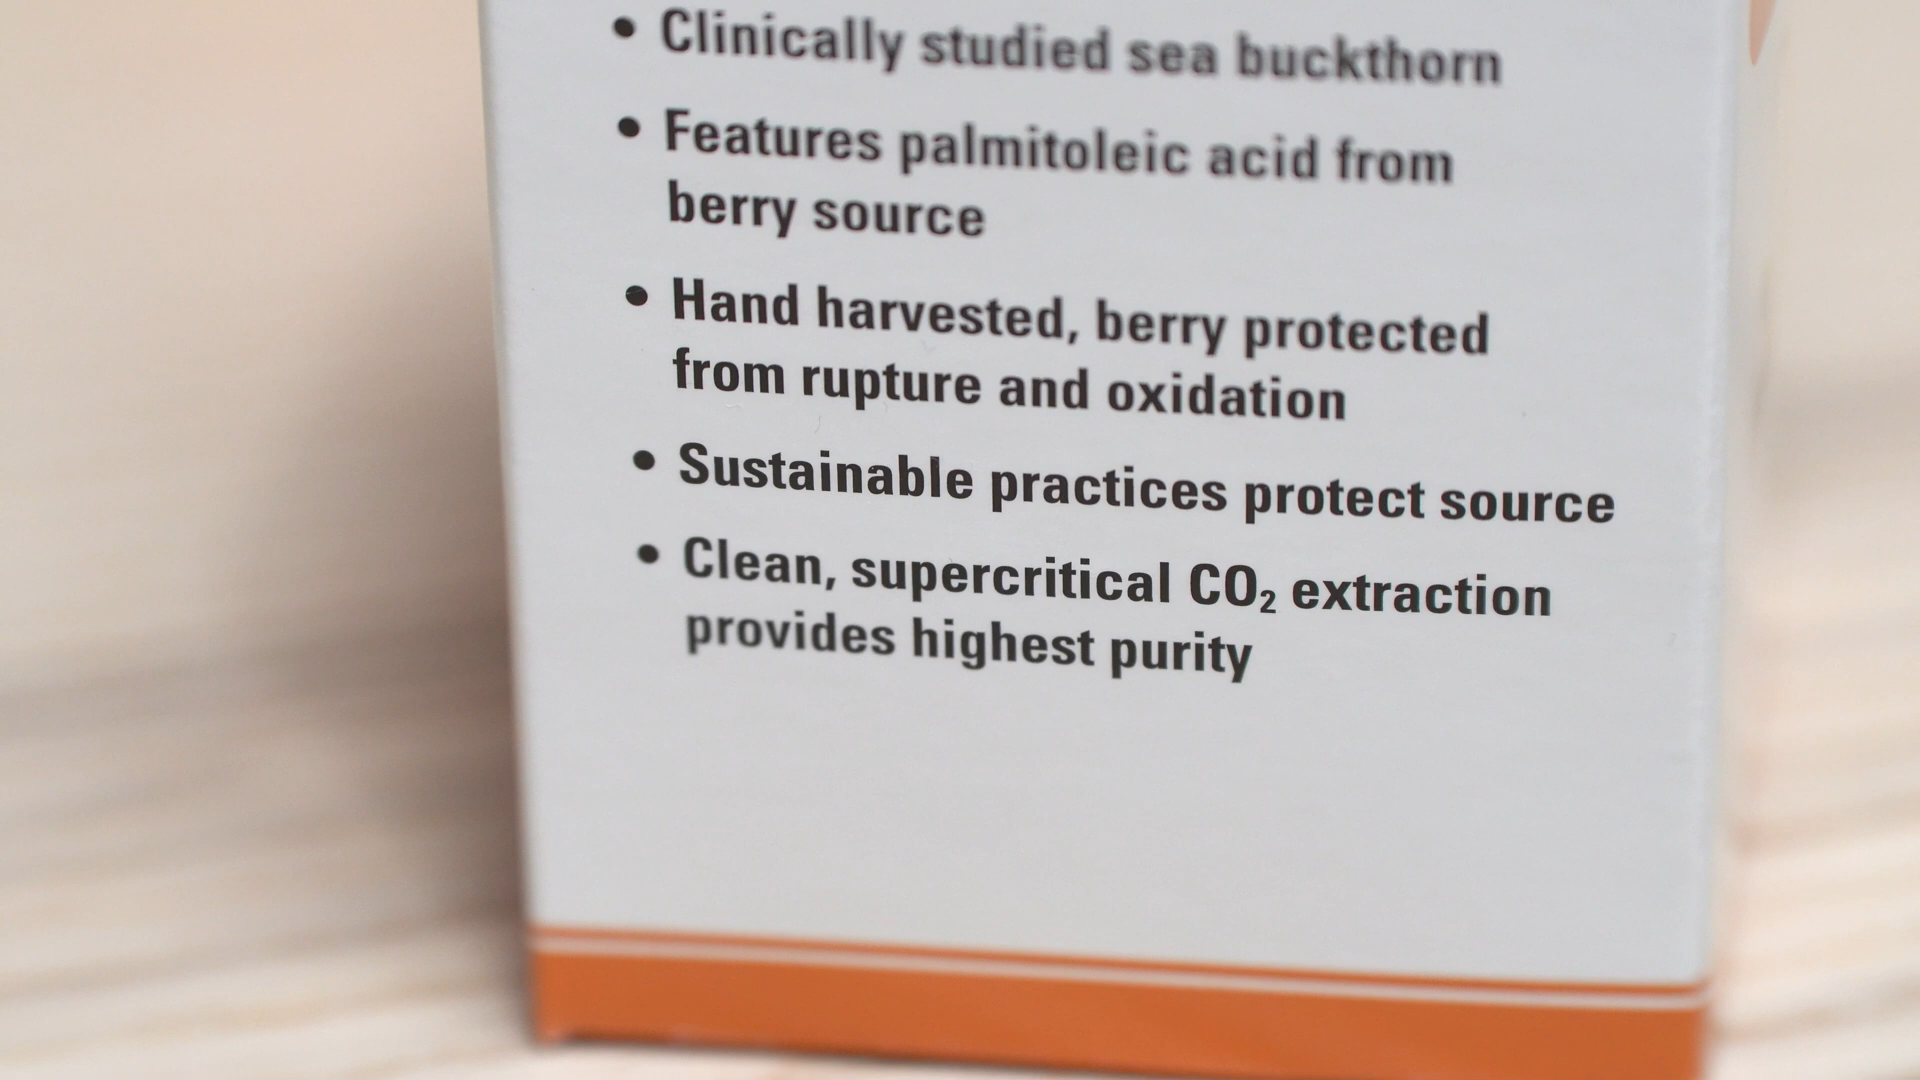 • Clinically studied sea buckthorn
• Features palmitoleic acid from
berry source
• Hand harvested, berry protected
from rupture and oxidation
• Sustainable practices protect source
• Clean, supercritical CO₂ extraction
provides highest purity